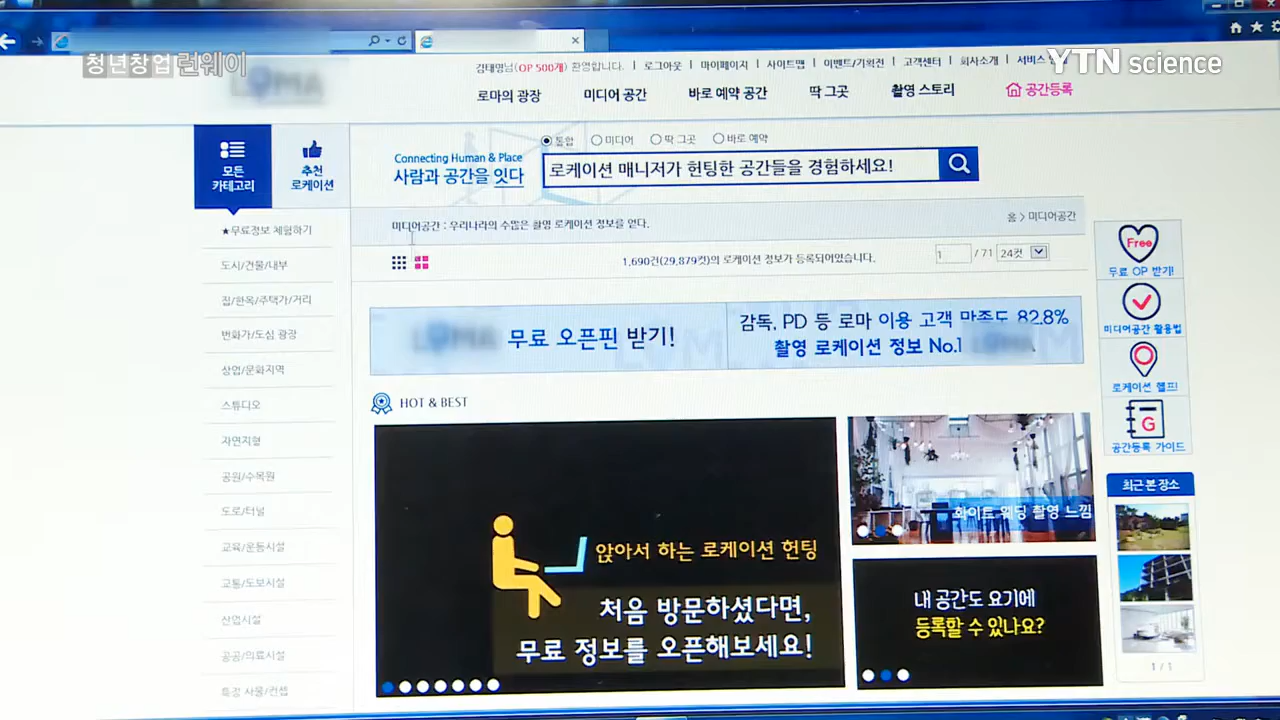 청년창업 런웨이
YTN science
김태영님(OP 500개) 환영합니다. | 로그아웃 | 마이페이지 | 사이트맵 | 이벤트/기획전 | 고객센터 | 회사소개 | 서비스
로마의 광장 미디어 공간 바로 예약 공간 딱 그곳 촬영 스토리 공간등록
모든 카테고리
추천 로케이션
Connecting Human & Place
사람과 공간을 잇다
통합 미디어 딱 그곳 바로 예약
로케이션 매니저가 헌팅한 공간들을 경험하세요!
미디어공간 : 우리나라의 수많은 촬영 로케이션 정보를 얻다.
홈 > 미디어공간
1,690건(29,879컷)의 로케이션 정보가 등록되어있습니다.
1 / 71 24컷
★무료정보 체험하기
도시/건물/내부
집/한옥/주택가/거리
번화가/도심 광장
상업/문화지역
스튜디오
자연지형
공원/수목원
도로/터널
교육/운동시설
교통/도보시설
산업시설
공공/의료시설
특정 사물/컨셉
무료 오픈핀 받기!
감독, PD 등 로마 이용 고객 만족도 82.8%
촬영 로케이션 정보 No.1
HOT & BEST
앉아서 하는 로케이션 헌팅
처음 방문하셨다면,
무료 정보를 오픈해보세요!
화이트 웨딩 촬영 느낌
내 공간도 요기에
등록할 수 있나요?
Free
무료 OP 받기!
미디어공간 활용법
로케이션 헬프!
G
공간등록 가이드
최근 본 장소
1 / 1